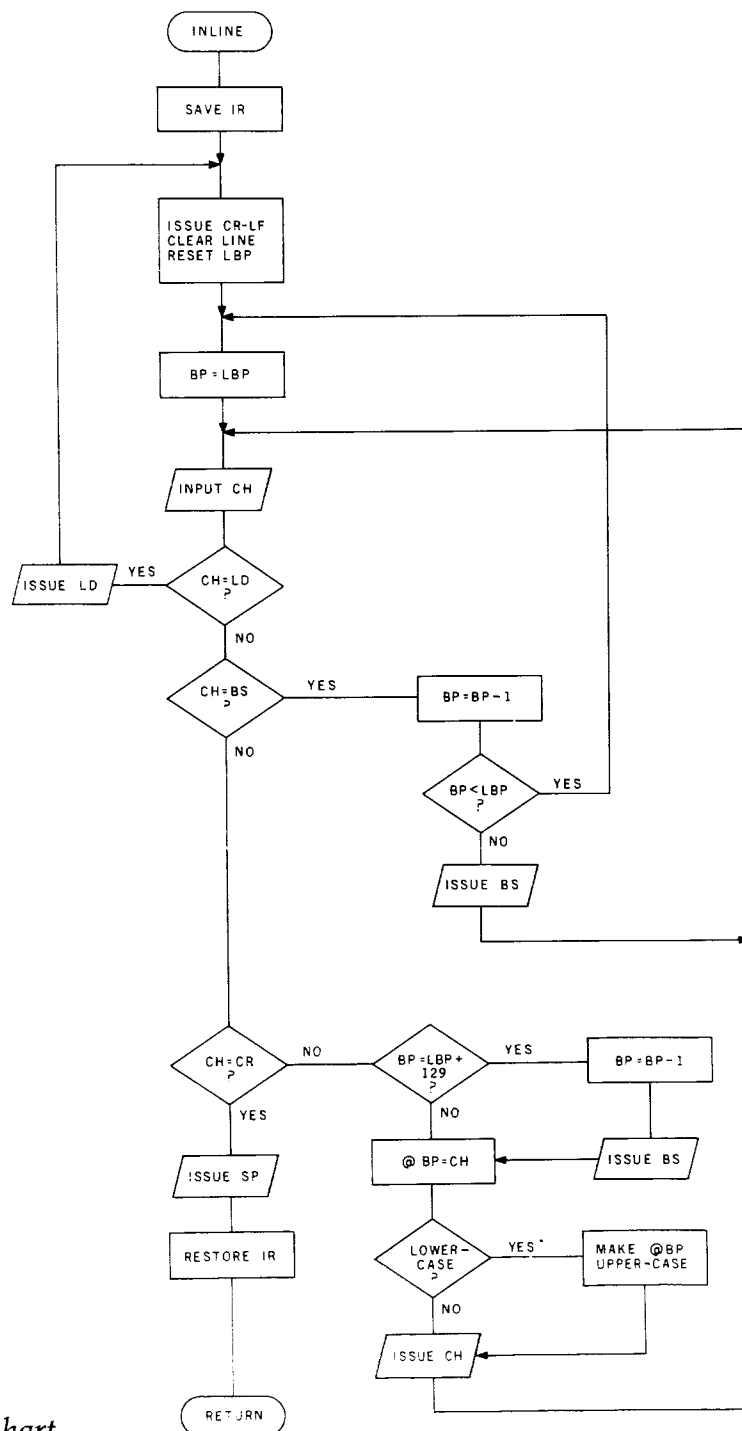 INLINE
SAVE IR
ISSUE CR-LF
CLEAR LINE
RESET LBP
BP=LBP
INPUT CH
ISSUE LD
YES
CH=LD
?
NO
CH=BS
?
YES
BP=BP-1
NO
BP<LBP
?
YES
NO
ISSUE BS
CH=CR
?
NO
BP=LBP+
129
?
YES
BP=BP-1
YES
NO
ISSUE SP
@ BP=CH
ISSUE BS
RESTORE IR
LOWER-
CASE
?
YES
MAKE @BP
UPPER-CASE
NO
ISSUE CH
RETURN
hart